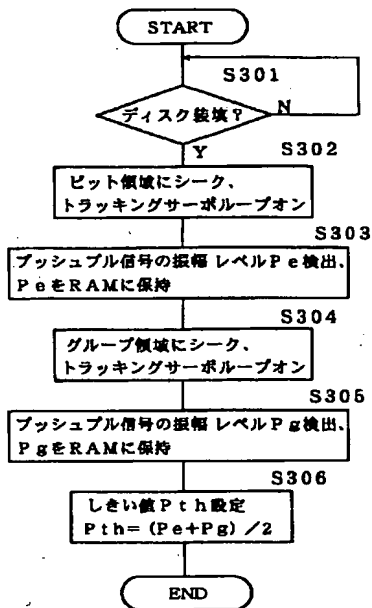 START
S301
ディスク装填?
N
Y
S302
ピット領域にシーク、
トラッキングサーボループオン
S303
プッシュプル信号の振幅レベルPe検出、
PeをRAMに保持
S304
グルーブ領域にシーク、
トラッキングサーボループオン
S305
プッシュプル信号の振幅レベルPg検出、
PgをRAMに保持
S306
しきい値Pth設定
Pth=(Pe+Pg)/2
END